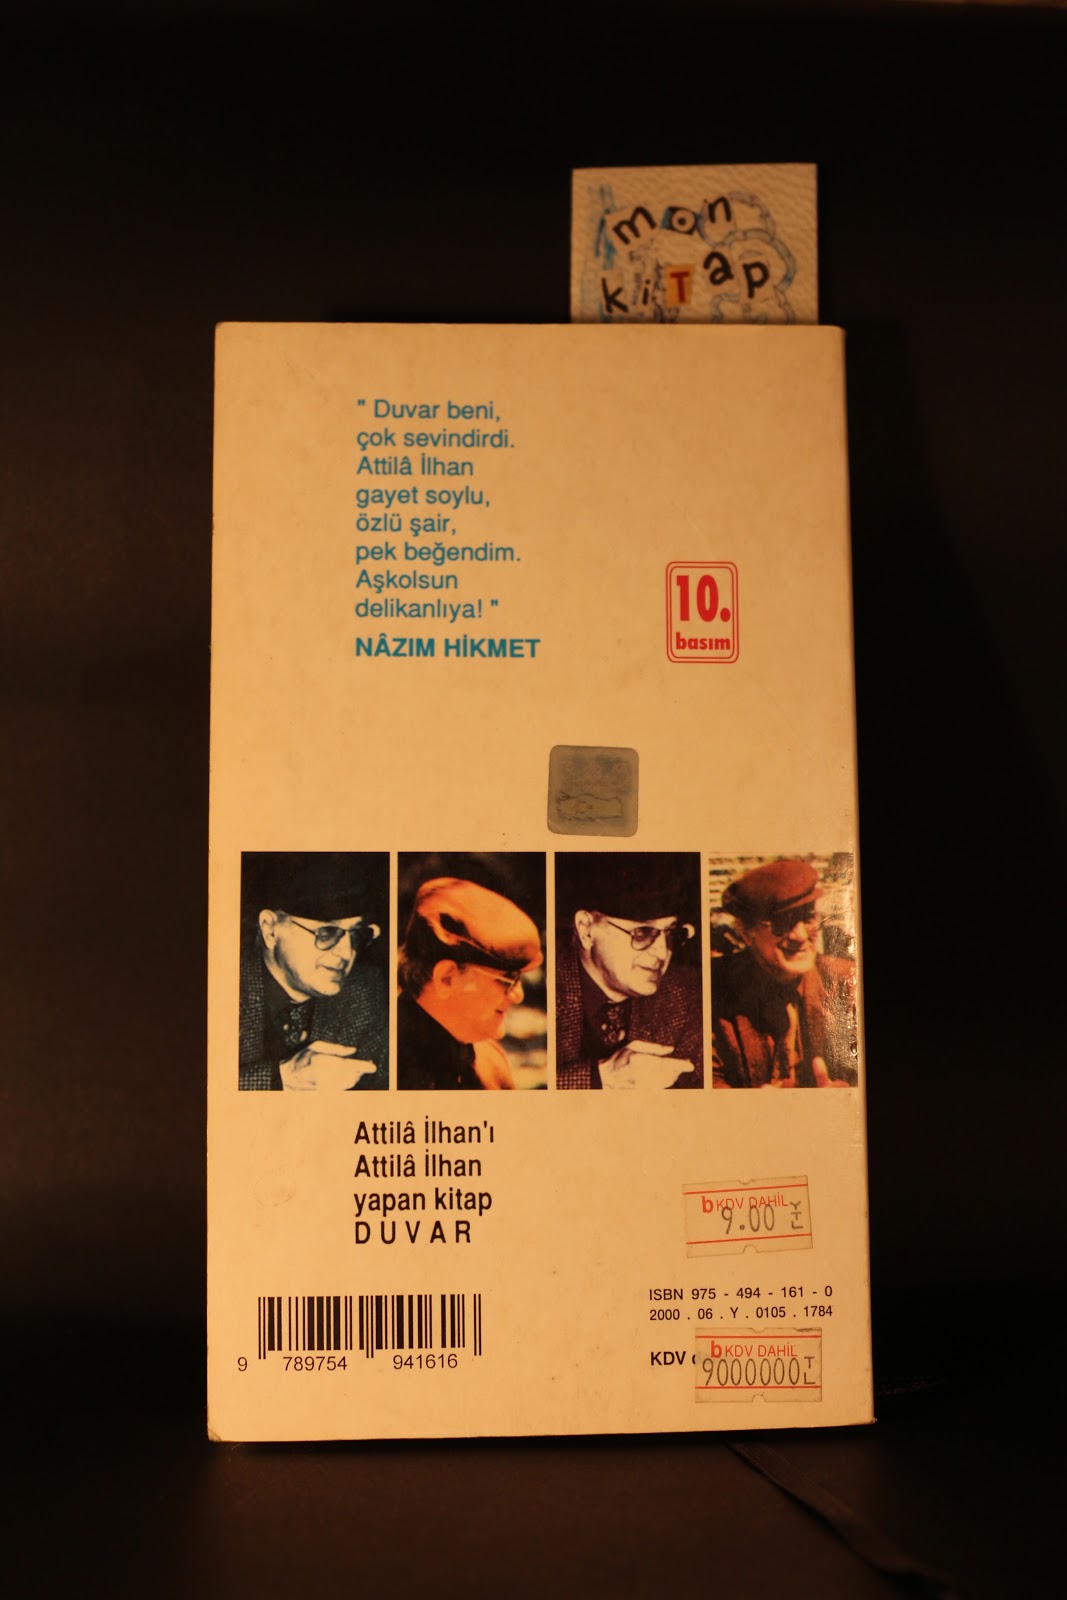 mon
kiTap
" Duvar beni,
çok sevindirdi.
Attilâ İlhan
gayet soylu,
özlü şair,
pek beğendim.
Aşkolsun
delikanlıya! "
NÂZIM HİKMET
10.
basım
Attilâ İlhan'ı
Attilâ İlhan
yapan kitap
D U V A R
b KDV DAHİL
9.00 YTL
ISBN 975 - 494 - 161 - 0
2000 . 06 . Y . 0105 . 1784
KDV
b KDV DAHİL
9000000 TL
9 789754 941616